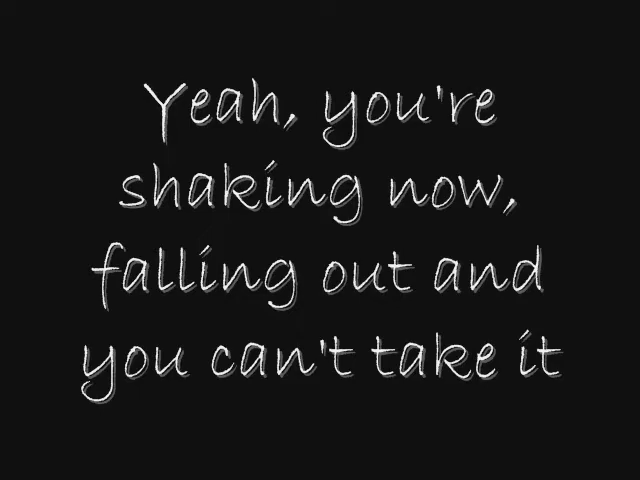 Yeah, you're
shaking now,
falling out and
you can't take it